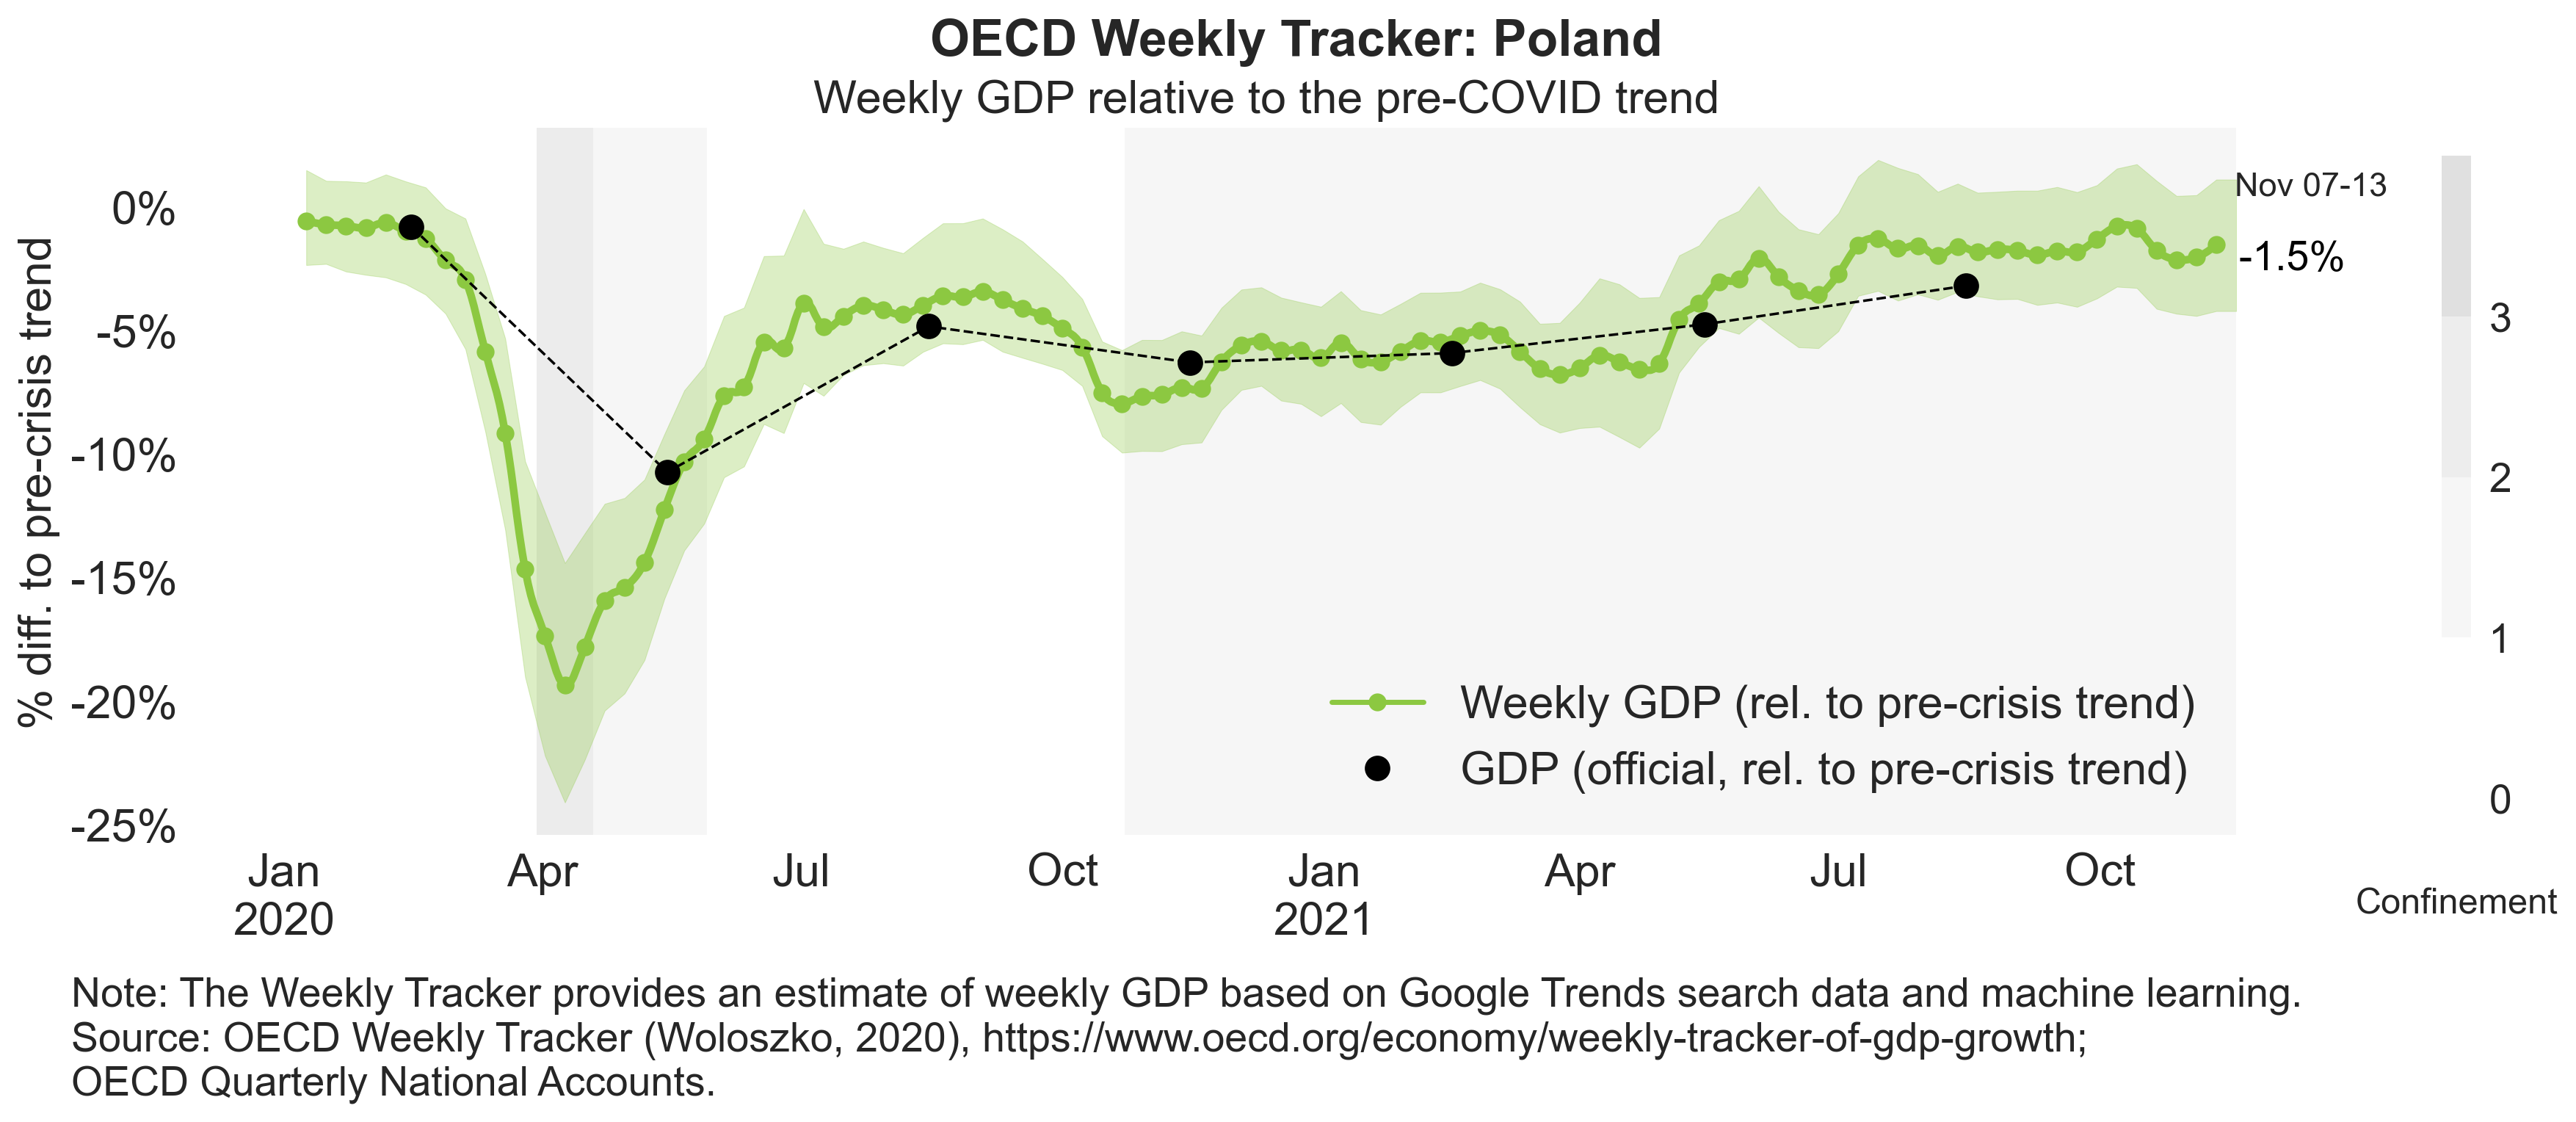 OECD Weekly Tracker: Poland
Weekly GDP relative to the pre-COVID trend
% diff. to pre-crisis trend
0%
-5%
-10%
-15%
-20%
-25%
Nov 07-13
-1.5%
3
2
1
0
Confinement
Weekly GDP (rel. to pre-crisis trend)
GDP (official, rel. to pre-crisis trend)
Jan Apr Jul Oct Jan Apr Jul Oct
2020 2021
Note: The Weekly Tracker provides an estimate of weekly GDP based on Google Trends search data and machine learning.
Source: OECD Weekly Tracker (Woloszko, 2020), https://www.oecd.org/economy/weekly-tracker-of-gdp-growth;
OECD Quarterly National Accounts.